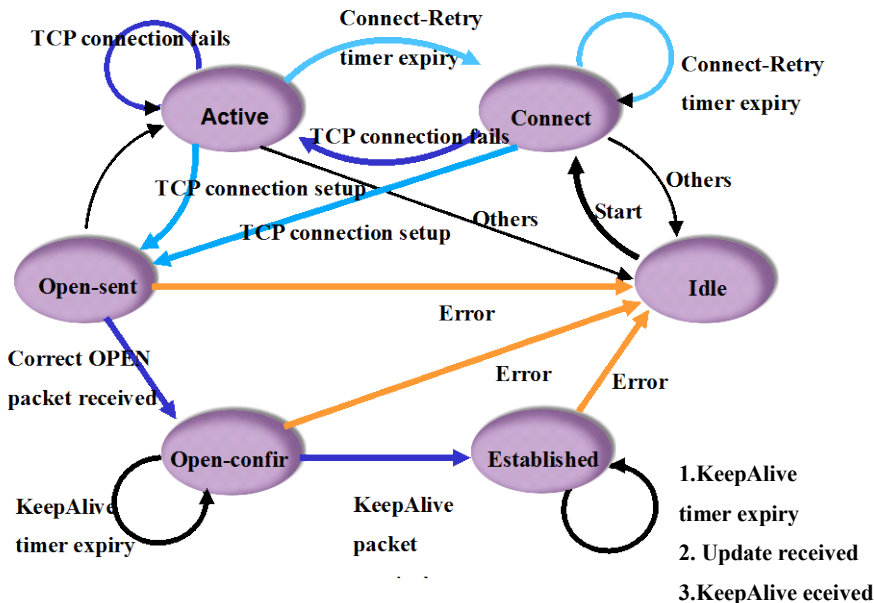 TCP connection fails
Connect-Retry
timer expiry
Connect-Retry
timer expiry
Active
Connect
TCP connection fails
Others
TCP connection setup
Others
Start
TCP connection setup
Open-sent
Idle
Error
Correct OPEN
packet received
Error
Error
Open-confir
Established
KeepAlive
timer expiry
KeepAlive
packet
1.KeepAlive
timer expiry
2. Update received
3.KeepAlive eceived